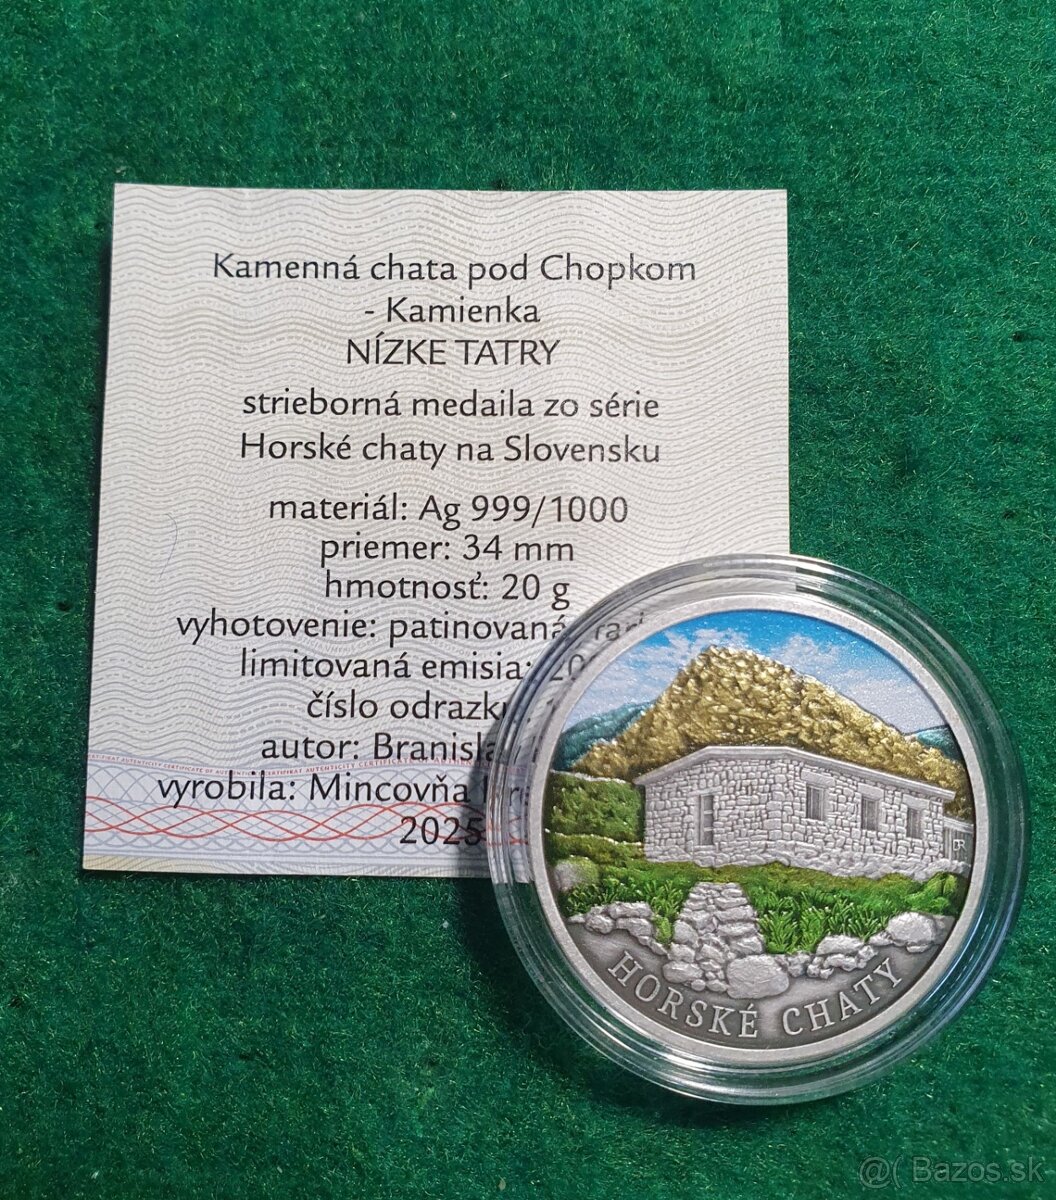 Kamenná chata pod Chopkom
- Kamienka
NÍZKE TATRY
strieborná medaila zo série
Horské chaty na Slovensku
materiál: Ag 999/1000
priemer: 34 mm
hmotnosť: 20 g
vyhotovenie: patinovaná,
limitovaná emisia:
číslo odrazku:
autor:
vyrobila: Mincovňa
2025
HORSKÉ CHATY
@( Bazos.sk